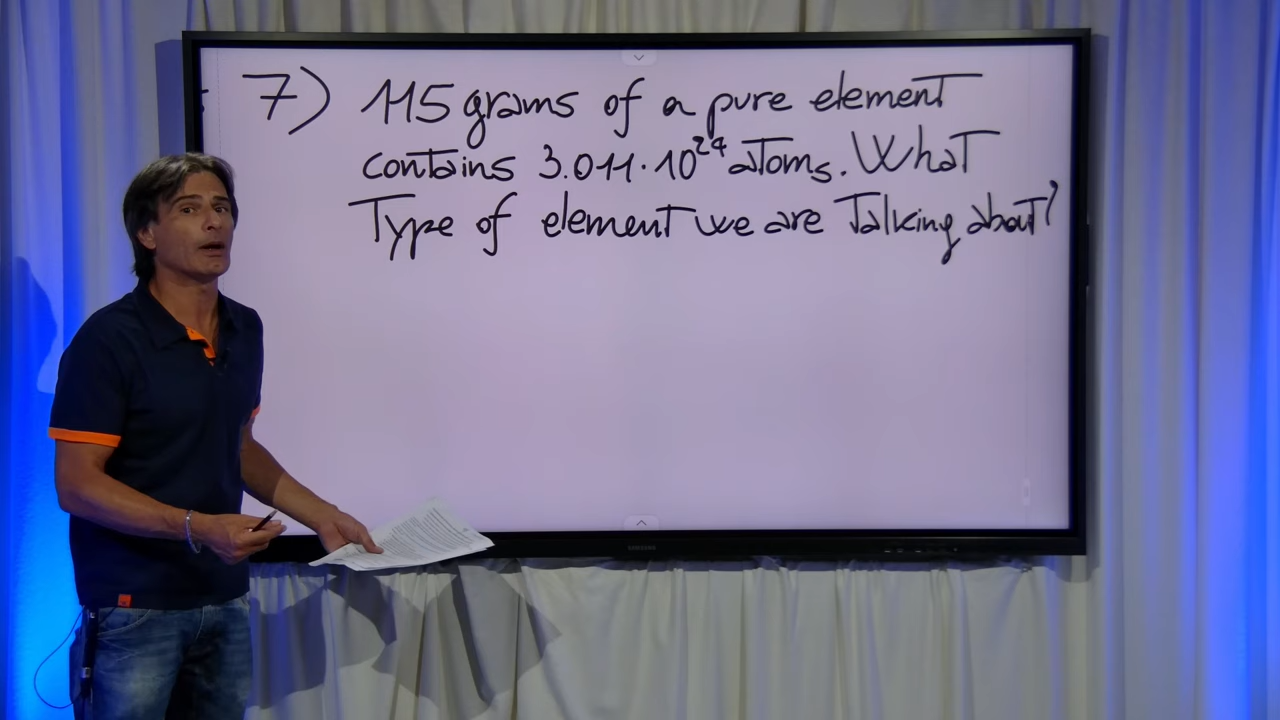 7) 115 grams of a pure element
contains 3.011·10²⁴ atoms. What
Type of element we are Talking about?
SAMSUNG